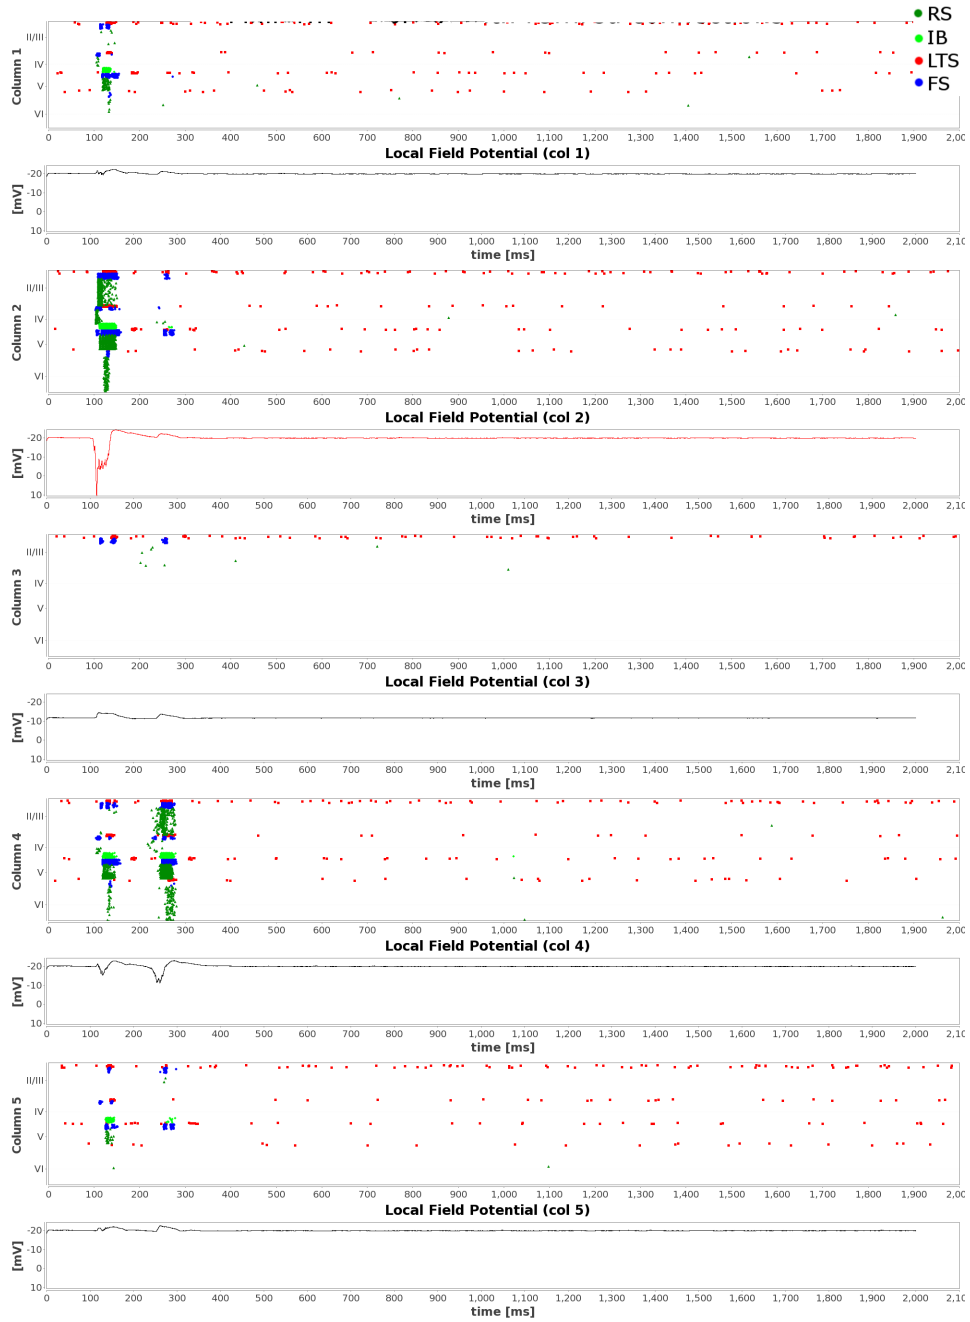 RS
IB
LTS
FS
Column 1
II/III
IV
V
VI
0 100 200 300 400 500 600 700 800 900 1,000 1,100 1,200 1,300 1,400 1,500 1,600 1,700 1,800 1,900 2,00
Local Field Potential (col 1)
[mV]
-20
-10
0
10
0 100 200 300 400 500 600 700 800 900 1,000 1,100 1,200 1,300 1,400 1,500 1,600 1,700 1,800 1,900 2,000 2,10
time [ms]
Column 2
II/III
IV
V
VI
0 100 200 300 400 500 600 700 800 900 1,000 1,100 1,200 1,300 1,400 1,500 1,600 1,700 1,800 1,900 2,00
Local Field Potential (col 2)
[mV]
-20
-10
0
10
0 100 200 300 400 500 600 700 800 900 1,000 1,100 1,200 1,300 1,400 1,500 1,600 1,700 1,800 1,900 2,000 2,10
time [ms]
Column 3
II/III
IV
V
VI
0 100 200 300 400 500 600 700 800 900 1,000 1,100 1,200 1,300 1,400 1,500 1,600 1,700 1,800 1,900 2,00
Local Field Potential (col 3)
[mV]
-20
-10
0
10
0 100 200 300 400 500 600 700 800 900 1,000 1,100 1,200 1,300 1,400 1,500 1,600 1,700 1,800 1,900 2,000 2,10
time [ms]
Column 4
II/III
IV
V
VI
0 100 200 300 400 500 600 700 800 900 1,000 1,100 1,200 1,300 1,400 1,500 1,600 1,700 1,800 1,900 2,00
Local Field Potential (col 4)
[mV]
-20
-10
0
10
0 100 200 300 400 500 600 700 800 900 1,000 1,100 1,200 1,300 1,400 1,500 1,600 1,700 1,800 1,900 2,000 2,10
time [ms]
Column 5
II/III
IV
V
VI
0 100 200 300 400 500 600 700 800 900 1,000 1,100 1,200 1,300 1,400 1,500 1,600 1,700 1,800 1,900 2,00
Local Field Potential (col 5)
[mV]
-20
-10
0
10
0 100 200 300 400 500 600 700 800 900 1,000 1,100 1,200 1,300 1,400 1,500 1,600 1,700 1,800 1,900 2,000 2,10
time [ms]